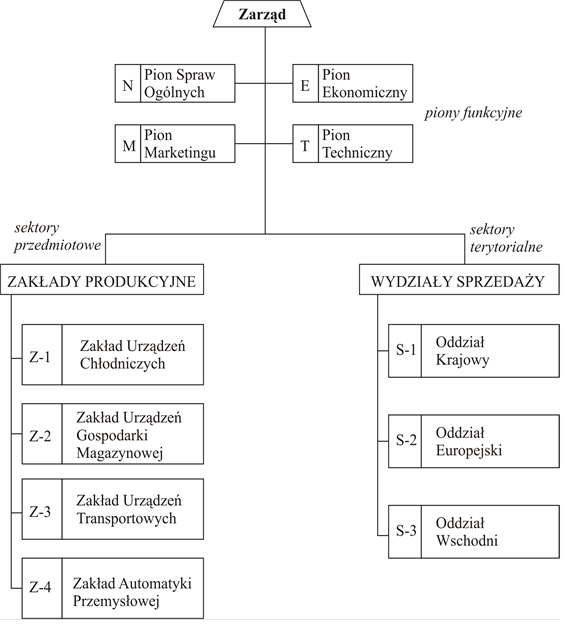 Zarząd
N
Pion Spraw
Ogólnych
E
Pion
Ekonomiczny
piony funkcyjne
M
Pion
Marketingu
T
Pion
Techniczny
sektory
przedmiotowe
sektory
terytorialne
ZAKŁADY PRODUKCYJNE
WYDZIAŁY SPRZEDAŻY
Z-1
Zakład Urządzeń
Chłodniczych
Z-2
Zakład Urządzeń
Gospodarki
Magazynowej
Z-3
Zakład Urządzeń
Transportowych
Z-4
Zakład Automatyki
Przemysłowej
S-1
Oddział
Krajowy
S-2
Oddział
Europejski
S-3
Oddział
Wschodni